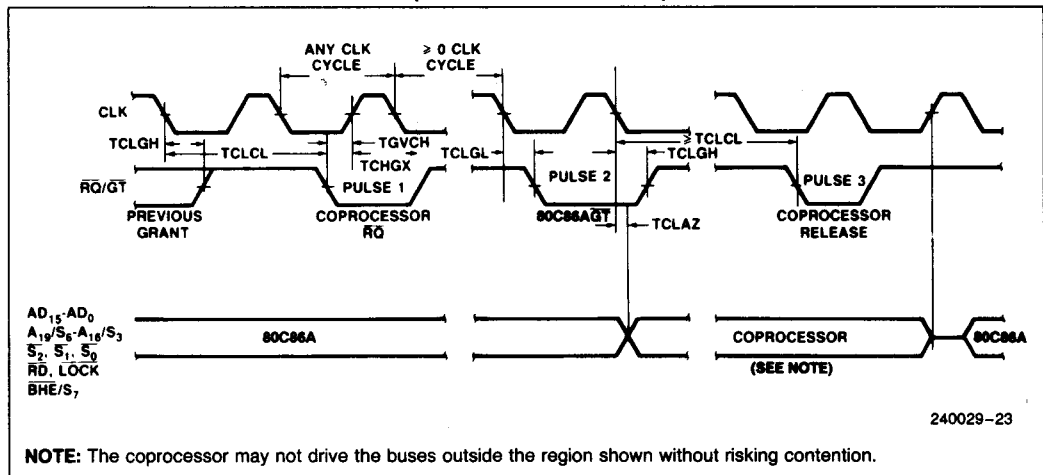 ANY CLK CYCLE
≥ 0 CLK CYCLE
CLK
TCLGH
TCLCL
TGVCH
TCHGX
TCLGL
≥ TCLCL
TCLGH
RQ/GT
PULSE 1
PULSE 2
PULSE 3
PREVIOUS GRANT
COPROCESSOR RQ
80C86AGT
TCLAZ
COPROCESSOR RELEASE
AD15-AD0
A19/S6-A16/S3
S2, S1, S0
RD, LOCK
BHE/S7
80C86A
COPROCESSOR
(SEE NOTE)
80C86A
240029-23
NOTE: The coprocessor may not drive the buses outside the region shown without risking contention.